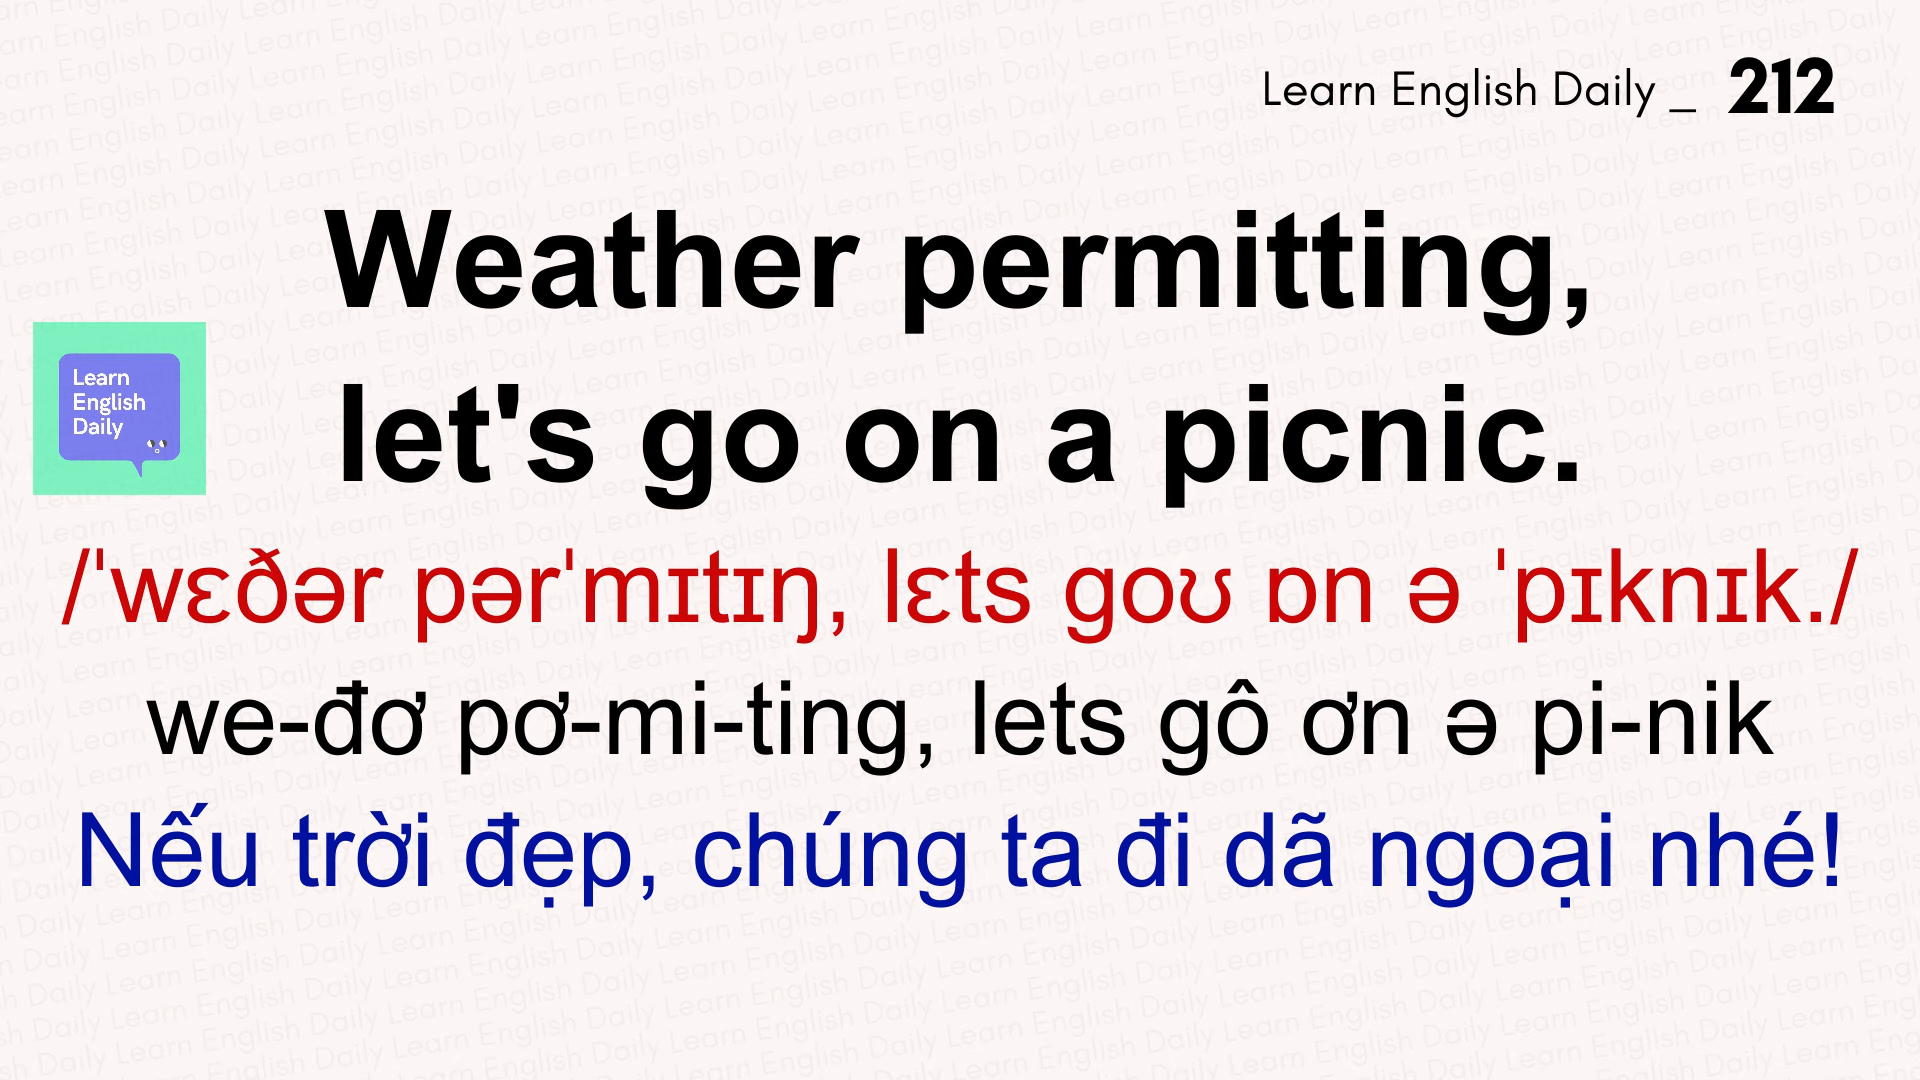 Learn English Daily _ 212
Weather permitting,
let's go on a picnic.
Learn
English
Daily
/ˈwɛðər pərˈmɪtɪŋ, lɛts goʊ ɒn ə ˈpɪknɪk./
we-đơ pơ-mi-ting, lets gô ơn ə pi-nik
Nếu trời đẹp, chúng ta đi dã ngoại nhé!